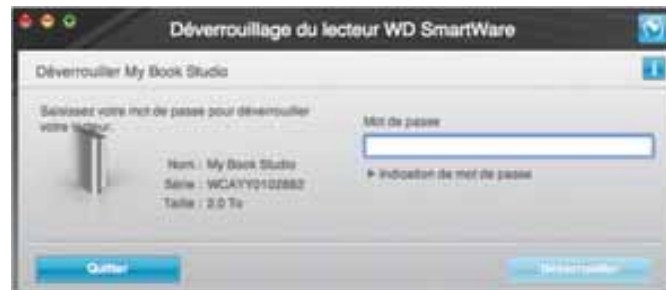 Déverrouillage du lecteur WD SmartWare
Déverrouiller My Book Studio
Saisissez votre mot de passe pour déverrouiller
votre lecteur.
Mot de passe
Nom : My Book Studio
Indication de mot de passe
Série : WCAYY0102882
Taille : 2.0 To
Quitter
Déverrouiller